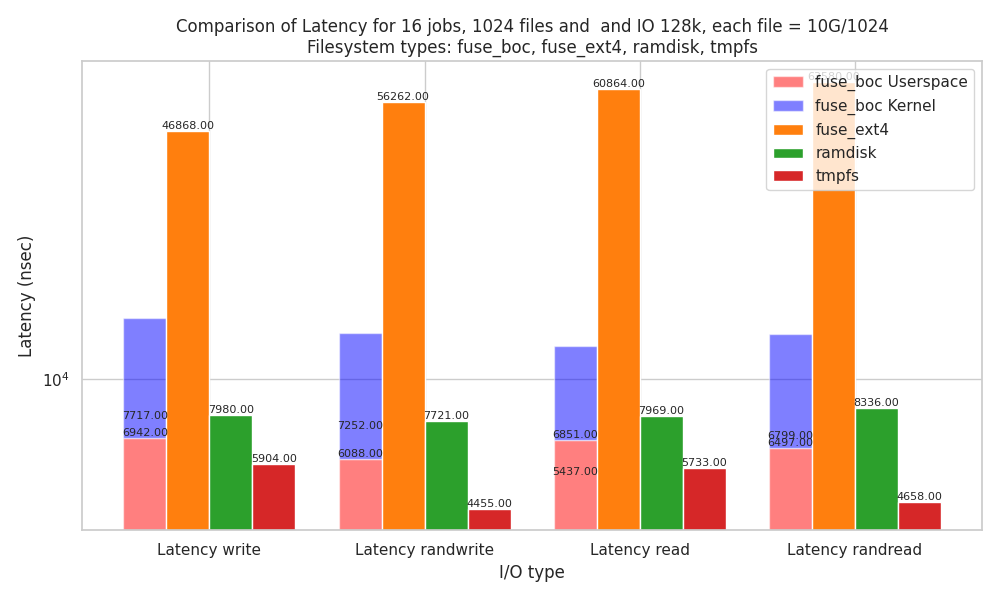 Comparison of Latency for 16 jobs, 1024 files and  and IO 128k, each file = 10G/1024
Filesystem types: fuse_boc, fuse_ext4, ramdisk, tmpfs
fuse_boc Userspace
fuse_boc Kernel
fuse_ext4
ramdisk
tmpfs
Latency (nsec)
10⁴
46868.00
7717.00
6942.00
7980.00
5904.00
56262.00
7252.00
6088.00
7721.00
4455.00
60864.00
6851.00
5437.00
7969.00
5733.00
6799.00
6497.00
8336.00
4658.00
Latency write
Latency randwrite
Latency read
Latency randread
I/O type